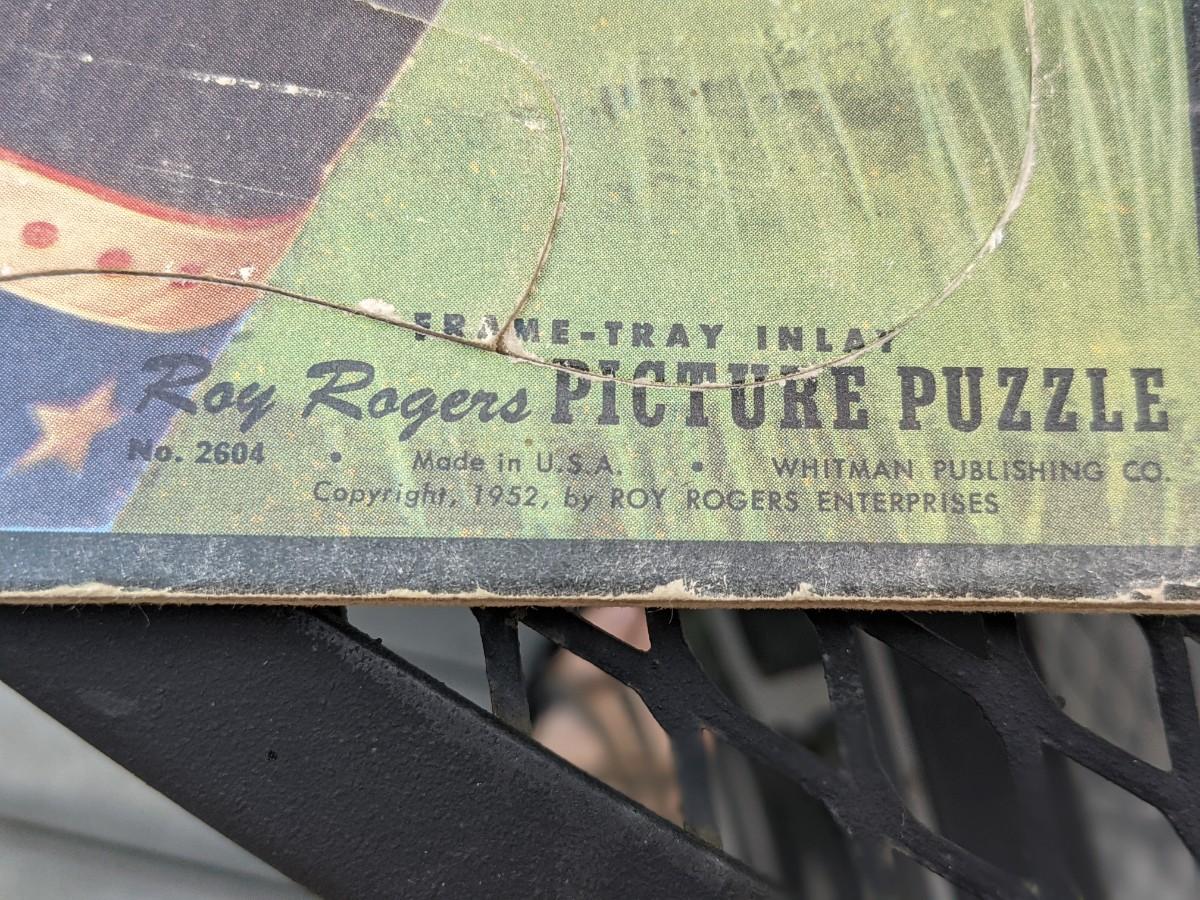 FRAME-TRAY INLAY
Roy Rogers PICTURE PUZZLE
No. 2604 • Made in U.S.A. • WHITMAN PUBLISHING CO.
Copyright, 1952, by ROY ROGERS ENTERPRISES